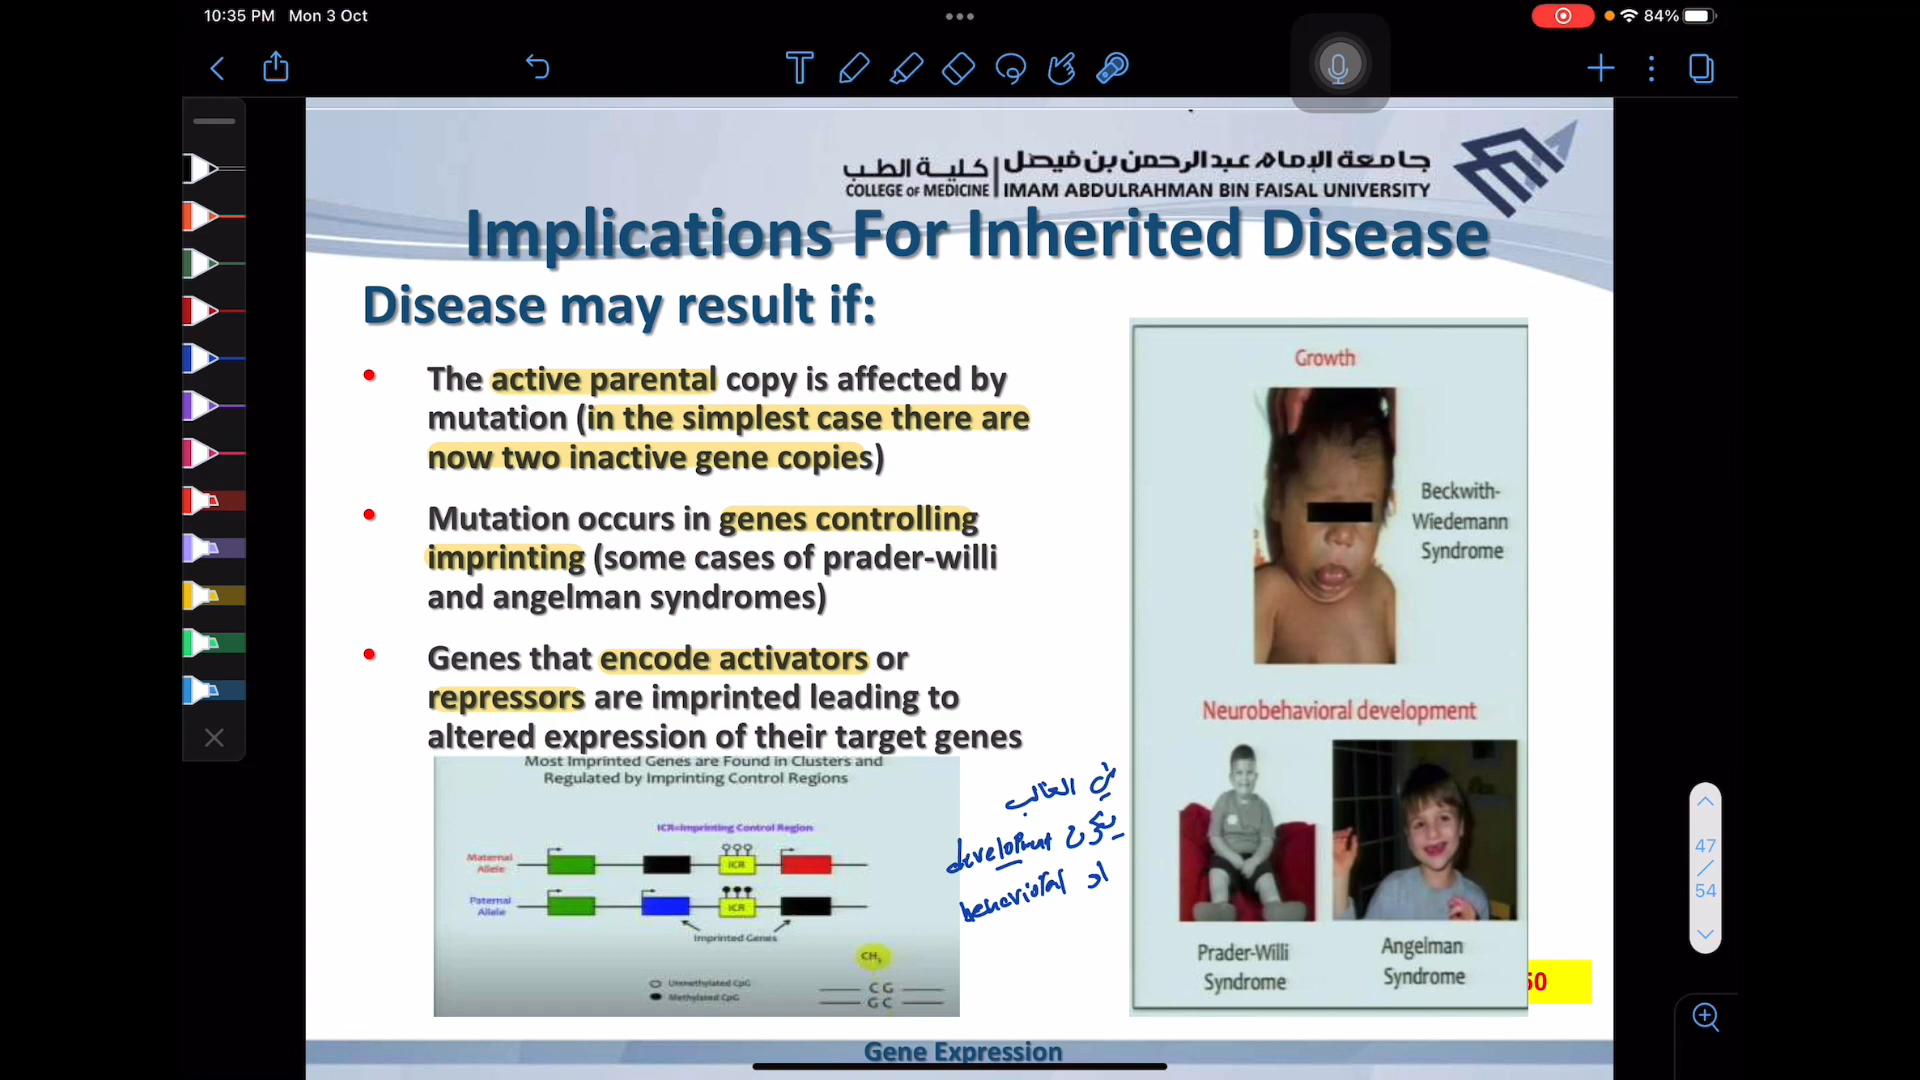 10:35 PM Mon 3 Oct
84%
كلية الطب
جامعة الإمام عبدالرحمن بن فيصل
COLLEGE OF MEDICINE
IMAM ABDULRAHMAN BIN FAISAL UNIVERSITY
Implications For Inherited Disease
Disease may result if:
• The active parental copy is affected by
mutation (in the simplest case there are
now two inactive gene copies)
• Mutation occurs in genes controlling
imprinting (some cases of prader-willi
and angelman syndromes)
• Genes that encode activators or
repressors are imprinted leading to
altered expression of their target genes
Most Imprinted Genes are Found in Clusters and
Regulated by Imprinting Control Regions
ICR=Imprinting Control Region
Maternal
Allele
ICR
Paternal
Allele
ICR
Imprinted Genes
CH3
Unmethylated CpG
Methylated CpG
C G
G C
في الغالب
يكون development
او behaviotal
Growth
Beckwith-
Wiedemann
Syndrome
Neurobehavioral development
Prader-Willi
Syndrome
Angelman
Syndrome
50
47
54
Gene Expression